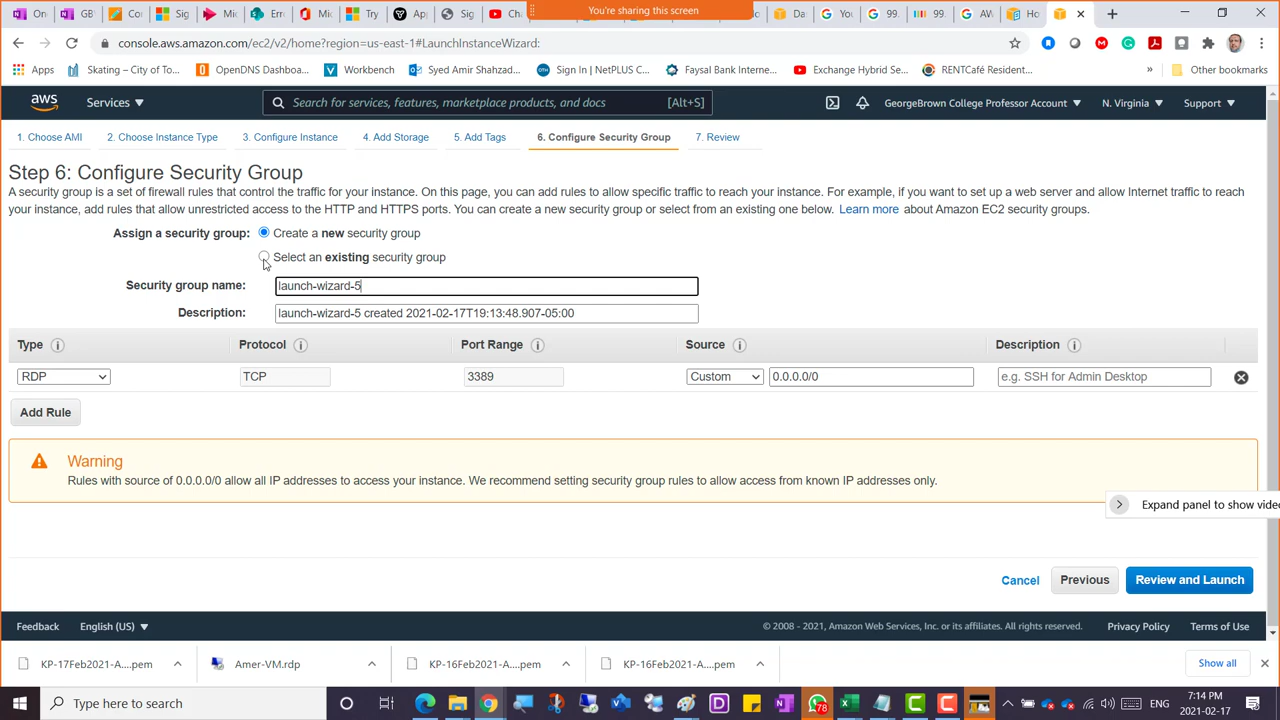 You're sharing this screen
console.aws.amazon.com/ec2/v2/home?region=us-east-1#LaunchInstanceWizard:
Apps Skating – City of To... OpenDNS Dashboa... Workbench Syed Amir Shahzad... Sign In | NetPLUS C... Faysal Bank Interne... Exchange Hybrid Se... RENTCafé Resident... » Other bookmarks
aws Services Search for services, features, marketplace products, and docs [Alt+S] GeorgeBrown College Professor Account N. Virginia Support
1. Choose AMI 2. Choose Instance Type 3. Configure Instance 4. Add Storage 5. Add Tags 6. Configure Security Group 7. Review
Step 6: Configure Security Group
A security group is a set of firewall rules that control the traffic for your instance. On this page, you can add rules to allow specific traffic to reach your instance. For example, if you want to set up a web server and allow Internet traffic to reach
your instance, add rules that allow unrestricted access to the HTTP and HTTPS ports. You can create a new security group or select from an existing one below. Learn more about Amazon EC2 security groups.
Assign a security group: Create a new security group
Select an existing security group
Security group name: launch-wizard-5
Description: launch-wizard-5 created 2021-02-17T19:13:48.907-05:00
Type Protocol Port Range Source Description
RDP TCP 3389 Custom 0.0.0.0/0 e.g. SSH for Admin Desktop
Add Rule
Warning
Rules with source of 0.0.0.0/0 allow all IP addresses to access your instance. We recommend setting security group rules to allow access from known IP addresses only.
Expand panel to show video
Cancel Previous Review and Launch
Feedback English (US) © 2008 - 2021, Amazon Web Services, Inc. or its affiliates. All rights reserved. Privacy Policy Terms of Use
KP-17Feb2021-A....pem Amer-VM.rdp KP-16Feb2021-A....pem KP-16Feb2021-A....pem Show all
Type here to search 78 ENG 7:14 PM
2021-02-17